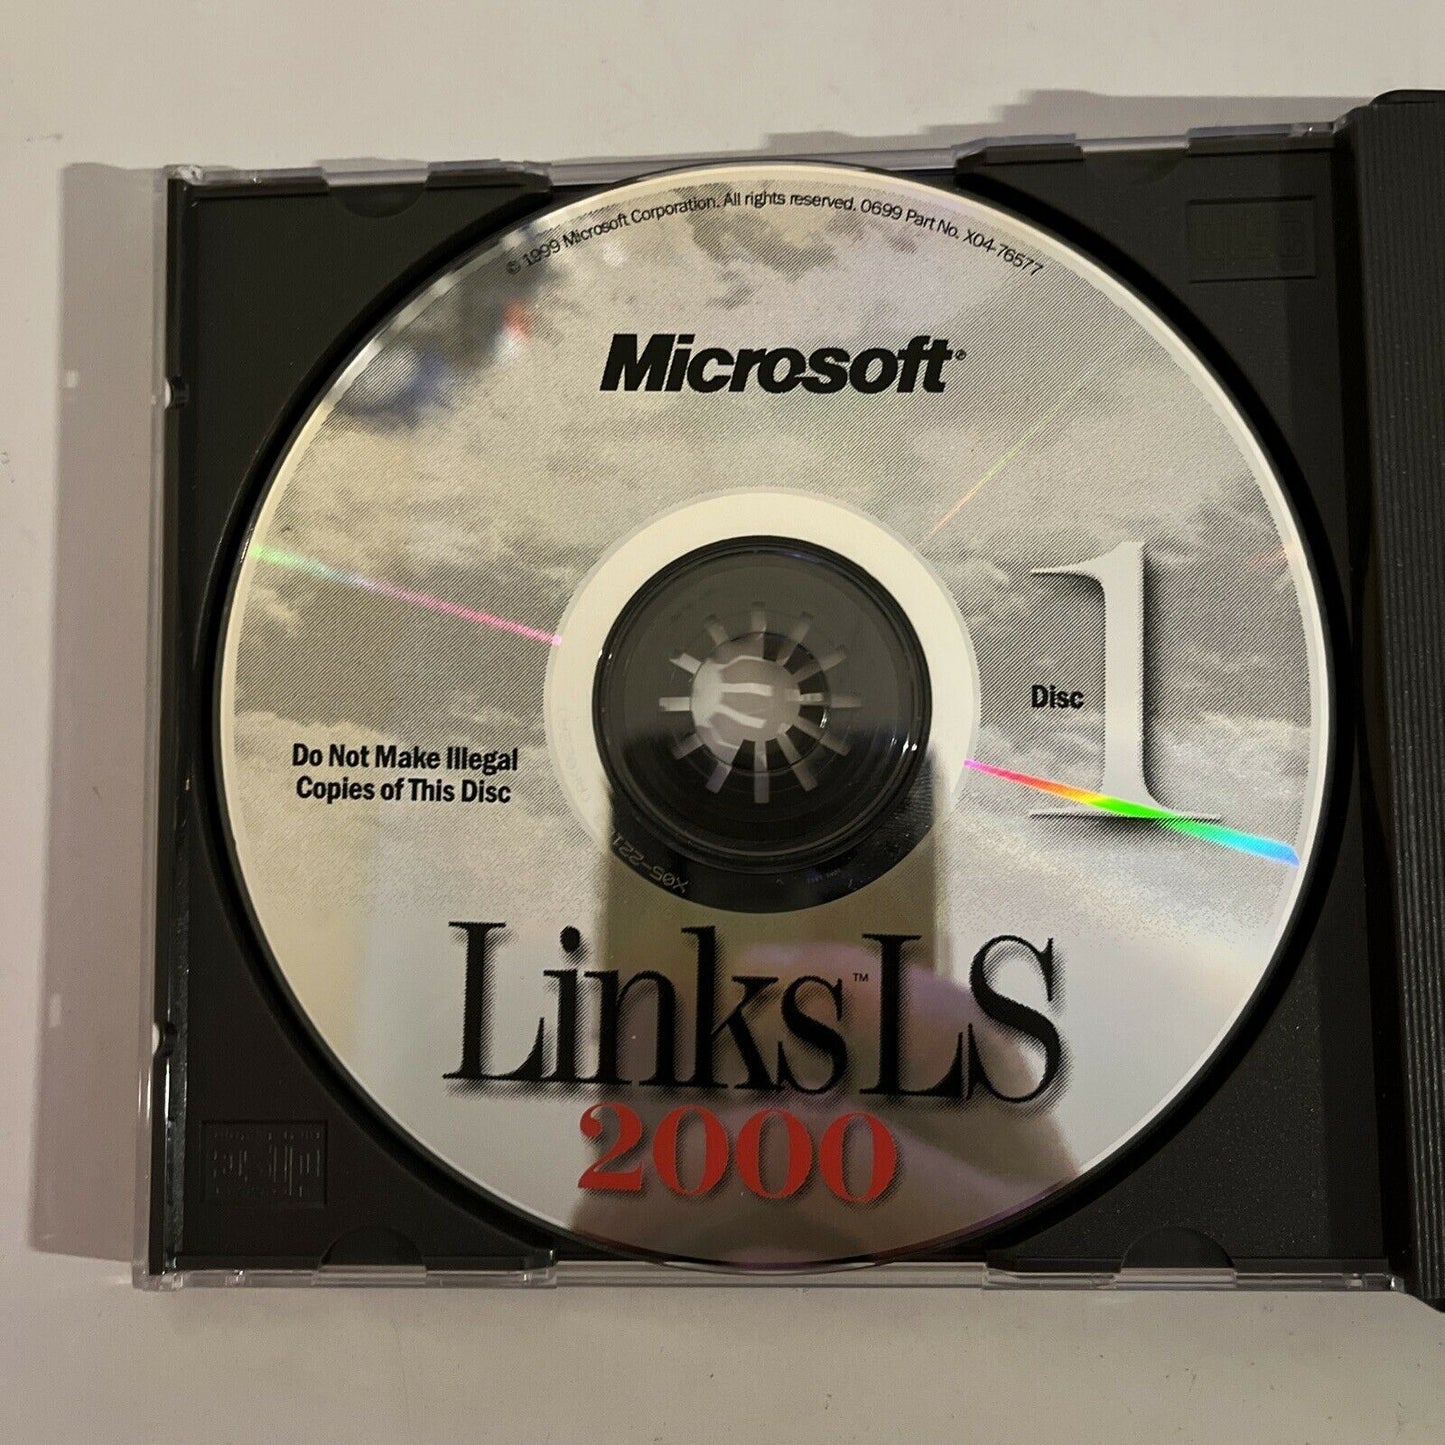 © 1999 Microsoft Corporation. All rights reserved. 0699 Part No. X04-76577
Microsoft®
Disc 1
Do Not Make Illegal
Copies of This Disc
Links™ LS
2000